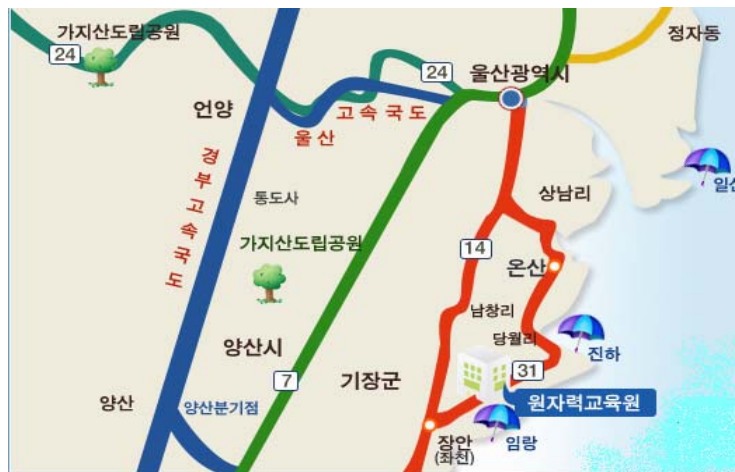 가지산도립공원
정자동
24
24
울산광역시
언양
고속국도
울산
경부고속국도
통도사
상남리
가지산도립공원
14
온산
남창리
당월리
진하
양산시
7
기장군
31
원자력교육원
양산
양산분기점
장안
(좌천)
임랑